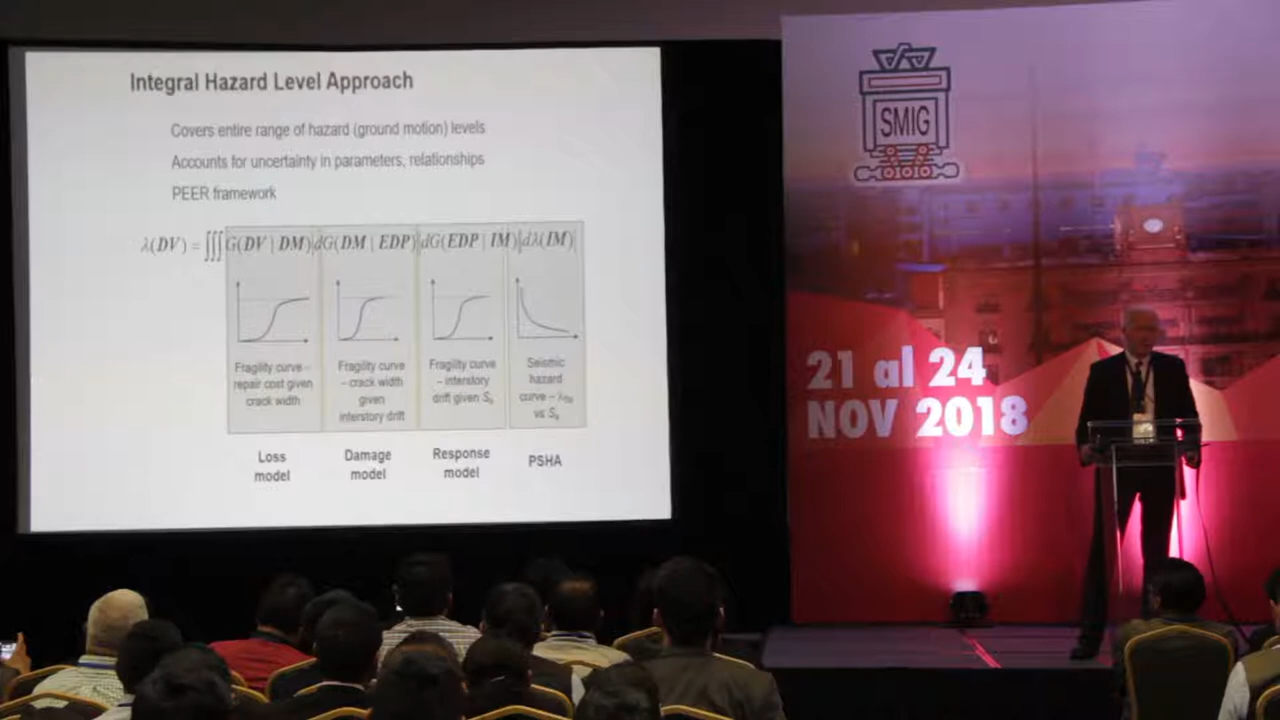 Integral Hazard Level Approach
Covers entire range of hazard (ground motion) levels
Accounts for uncertainty in parameters, relationships
PEER framework
λ(DV) = ∫∫∫G(DV | DM)|dG(DM | EDP)|dG(EDP | IM)|dλ(IM)|
Fragility curve –
repair cost given
crack width
Fragility curve
– crack width
given
interstory drift
Fragility curve
– interstory
drift given Sₐ
Seismic
hazard
curve –
vs Sₐ
Loss
model
Damage
model
Response
model
PSHA
SMIG
21 al 24
NOV 2018